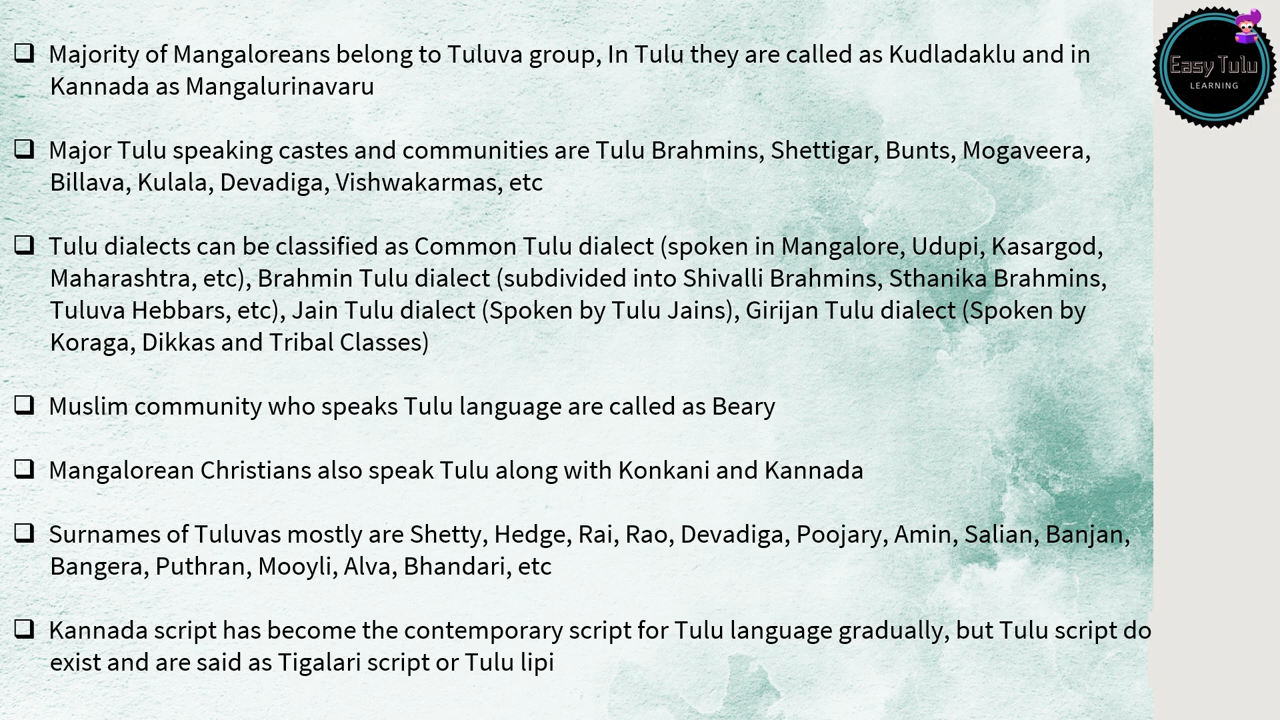 ❑ Majority of Mangaloreans belong to Tuluva group, In Tulu they are called as Kudladaklu and in
Kannada as Mangalurinavaru
❑ Major Tulu speaking castes and communities are Tulu Brahmins, Shettigar, Bunts, Mogaveera,
Billava, Kulala, Devadiga, Vishwakarmas, etc
❑ Tulu dialects can be classified as Common Tulu dialect (spoken in Mangalore, Udupi, Kasargod,
Maharashtra, etc), Brahmin Tulu dialect (subdivided into Shivalli Brahmins, Sthanika Brahmins,
Tuluva Hebbars, etc), Jain Tulu dialect (Spoken by Tulu Jains), Girijan Tulu dialect (Spoken by
Koraga, Dikkas and Tribal Classes)
❑ Muslim community who speaks Tulu language are called as Beary
❑ Mangalorean Christians also speak Tulu along with Konkani and Kannada
❑ Surnames of Tuluvas mostly are Shetty, Hedge, Rai, Rao, Devadiga, Poojary, Amin, Salian, Banjan,
Bangera, Puthran, Mooyli, Alva, Bhandari, etc
❑ Kannada script has become the contemporary script for Tulu language gradually, but Tulu script do
exist and are said as Tigalari script or Tulu lipi
Easy Tulu
LEARNING